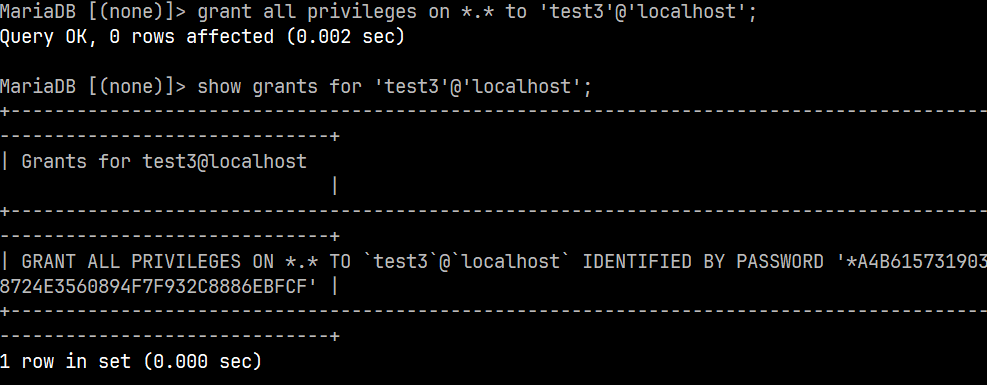 MariaDB [(none)]> grant all privileges on *.* to 'test3'@'localhost';
Query OK, 0 rows affected (0.002 sec)
MariaDB [(none)]> show grants for 'test3'@'localhost';
+----------------------------------------------------------------------------------------
------------------------------+
| Grants for test3@localhost
|
+----------------------------------------------------------------------------------------
------------------------------+
| GRANT ALL PRIVILEGES ON *.* TO `test3`@`localhost` IDENTIFIED BY PASSWORD '*A4B615731903
8724E3560894F7F932C8886EBFCF' |
+----------------------------------------------------------------------------------------
------------------------------+
1 row in set (0.000 sec)